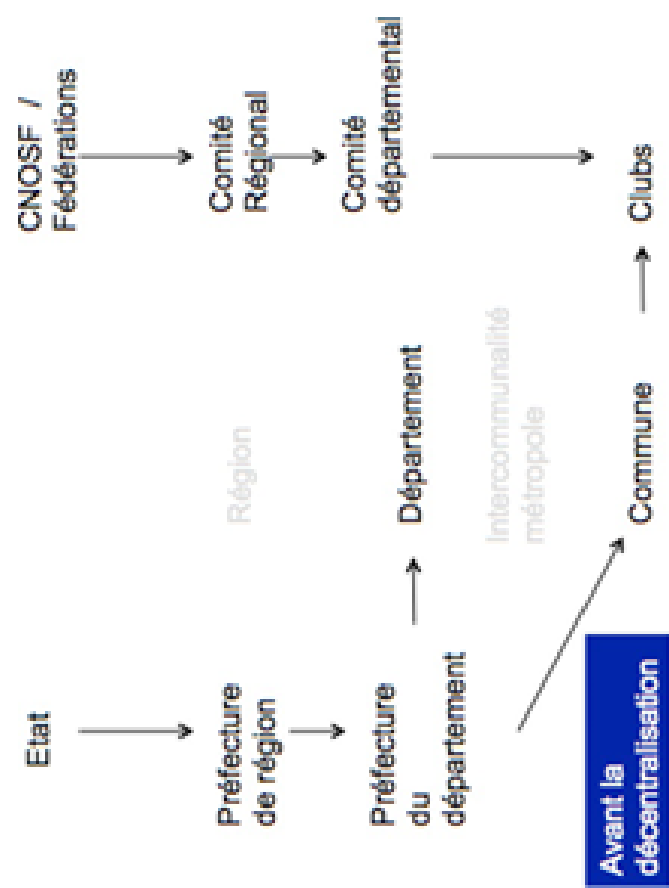 Etat
CNOSF /
Fédérations
Préfecture
de région
Région
Comité
Régional
Préfecture
du
département
Département
Comité
départemental
Intercommunalité
métropole
Avant la
décentralisation
Commune
Clubs